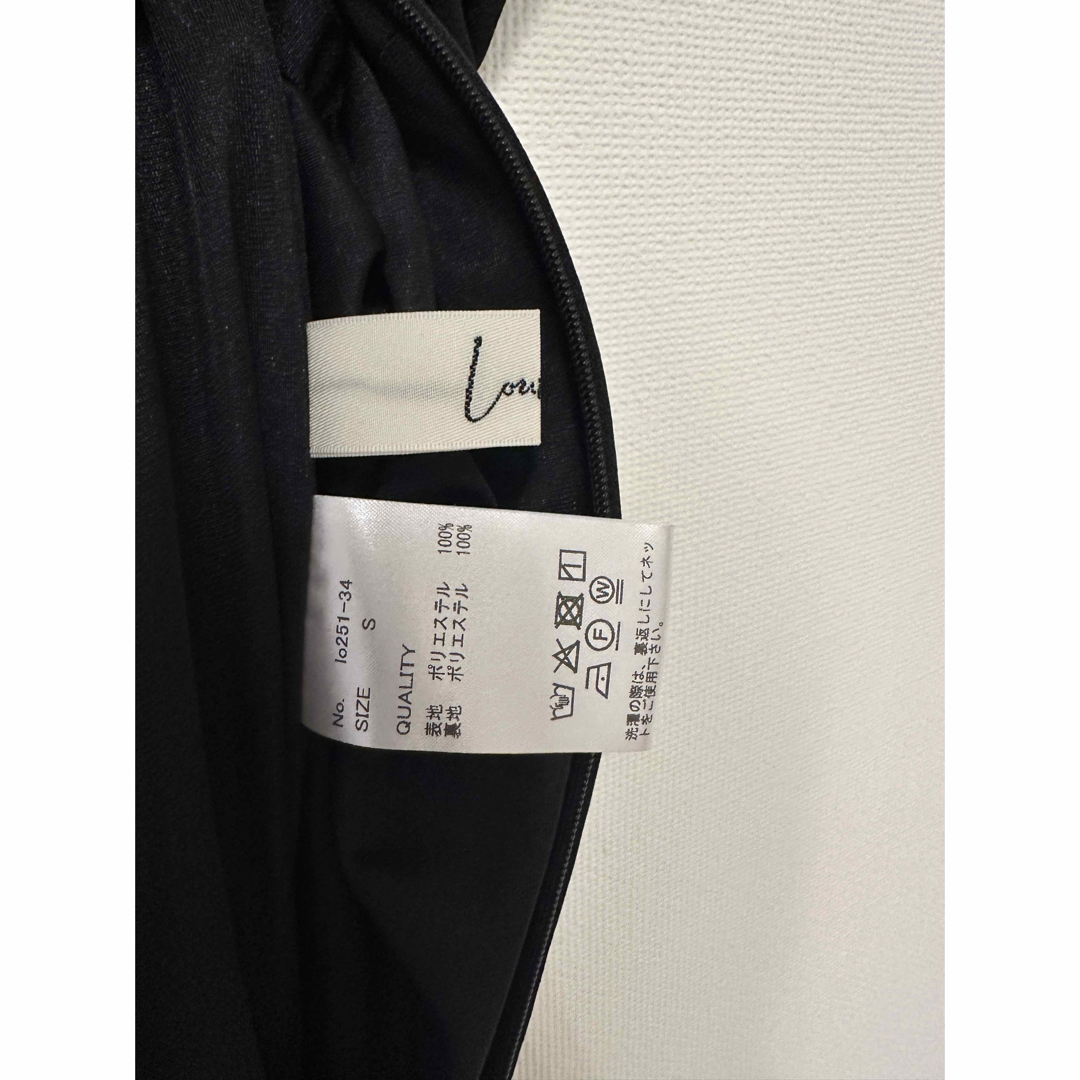 Lou
No. lo251-34
SIZE S
QUALITY
表地 ポリエステル 100%
裏地 ポリエステル 100%
F W
洗濯の際は、裏返しにしてネッ
トをご使用下さい。